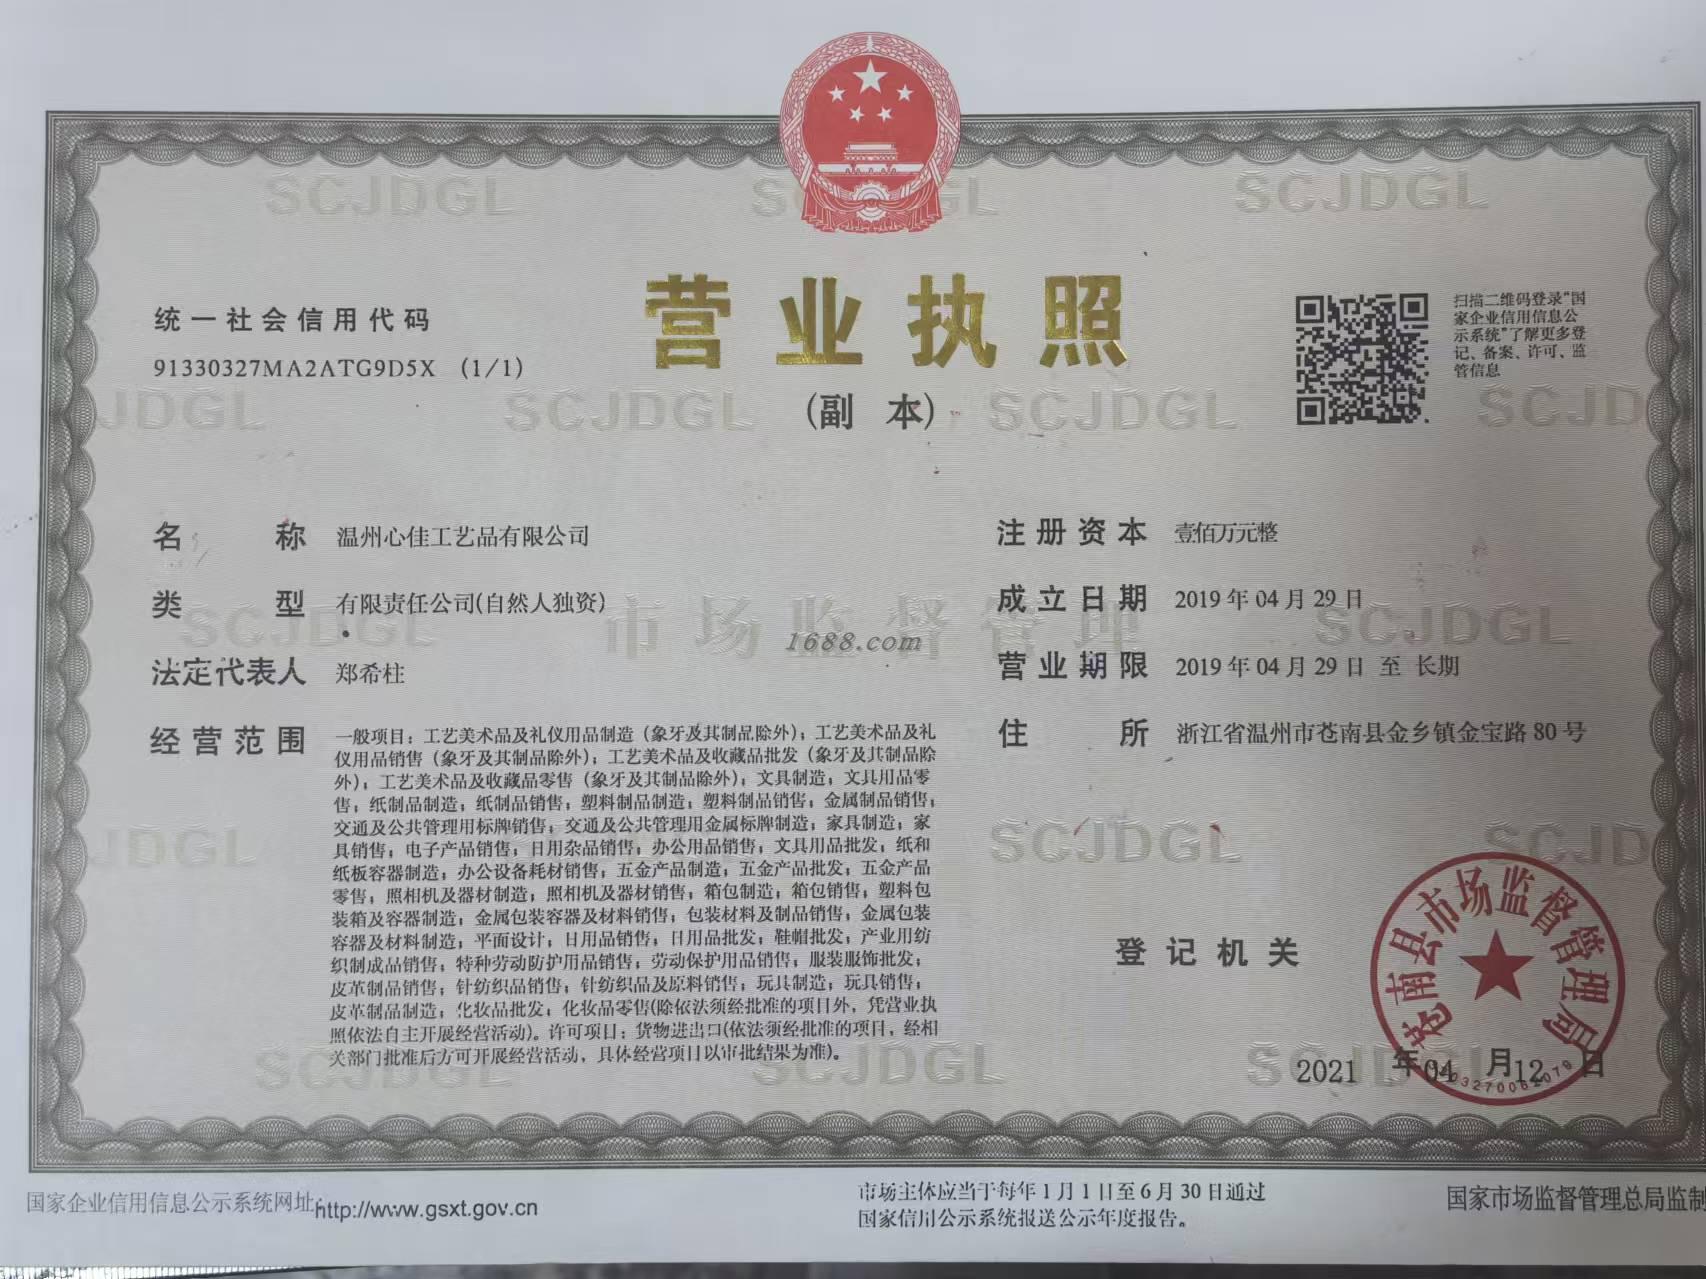 SCJDGL
营业执照
(副 本)
统一社会信用代码
91330327MA2ATG9D5X (1/1)
扫描二维码登录"国
家企业信用信息公
示系统"了解更多登
记、备案、许可、监
管信息
名 称 温州心佳工艺品有限公司
类 型 有限责任公司(自然人独资)
法定代表人 郑希柱
经营范围 一般项目：工艺美术品及礼仪用品制造（象牙及其制品除外）；工艺美术品及礼
仪用品销售（象牙及其制品除外）；工艺美术品及收藏品批发（象牙及其制品除
外）；工艺美术品及收藏品零售（象牙及其制品除外）；文具制造；文具用品零
售；纸制品制造；纸制品销售；塑料制品制造；塑料制品销售；金属制品销售；
交通及公共管理用标牌销售；交通及公共管理用金属标牌制造；家具制造；家
具销售；电子产品销售；日用杂品销售；办公用品销售；文具用品批发；纸和
纸板容器制造；办公设备耗材销售；五金产品制造；五金产品批发；五金产品
零售；照相机及器材制造；照相机及器材销售；箱包制造；箱包销售；塑料包
装箱及容器制造；金属包装容器及材料销售；包装材料及制品销售；金属包装
容器及材料制造；平面设计；日用品销售；日用品批发；鞋帽批发；产业用纺
织制成品销售；特种劳动防护用品销售；劳动保护用品销售；服装服饰批发；
皮革制品销售；针纺织品销售；针纺织品及原料销售；玩具制造；玩具销售；
皮革制品制造；化妆品批发；化妆品零售(除依法须经批准的项目外，凭营业执
照依法自主开展经营活动)。许可项目：货物进出口(依法须经批准的项目，经相
关部门批准后方可开展经营活动，具体经营项目以审批结果为准)。
注册资本 壹佰万元整
成立日期 2019年04月29日
营业期限 2019年04月29日 至 长期
住 所 浙江省温州市苍南县金乡镇金宝路80号
市场监督管理
1688.com
登记机关
苍南县市场监督管理局
2021 年04 月12 日
国家企业信用信息公示系统网址:http://www.gsxt.gov.cn
市场主体应当于每年1月1日至6月30日通过
国家信用公示系统报送公示年度报告。
国家市场监督管理总局监制